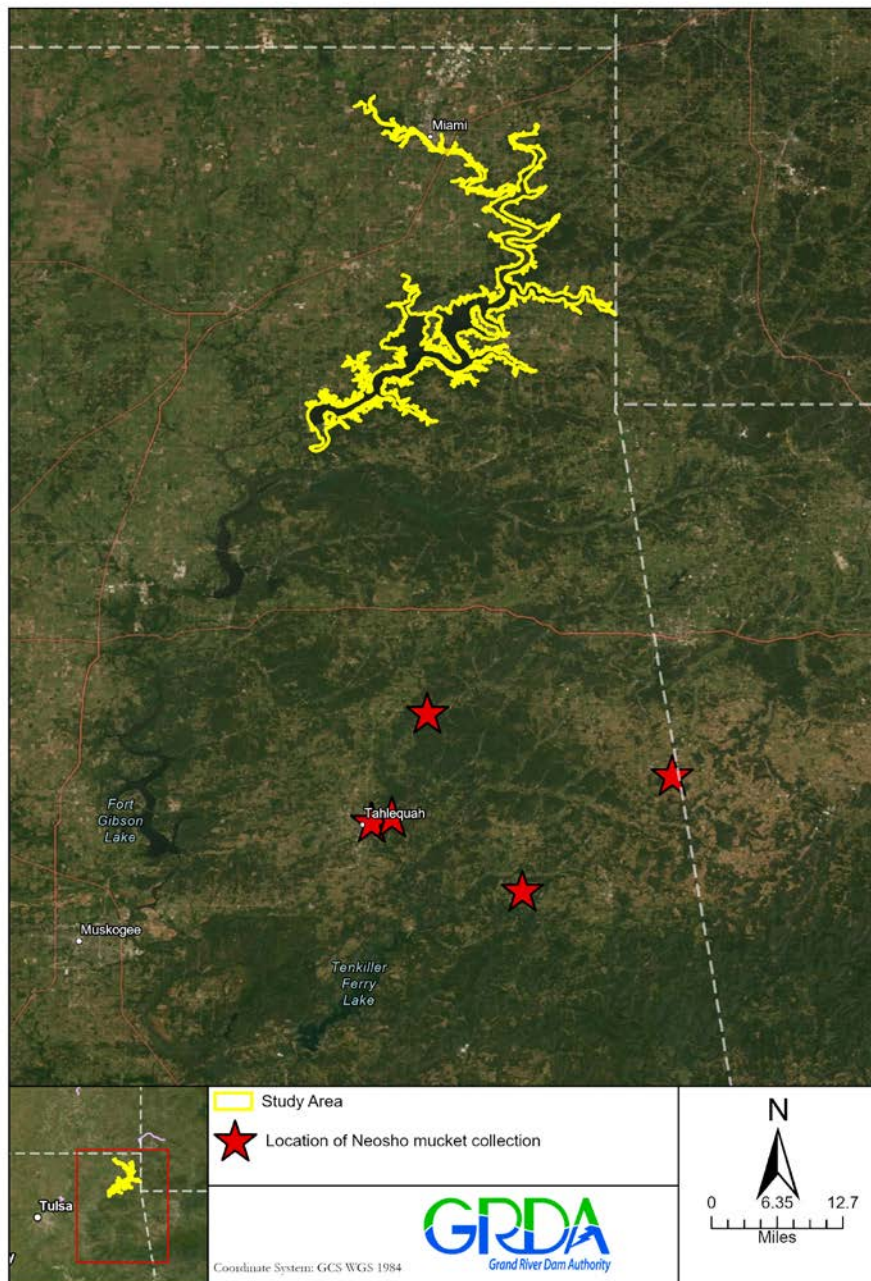 Miami
Fort
Gibson
Lake
Tahlequah
Muskogee
Tenkiller
Ferry
Lake
Tulsa
Study Area
Location of Neosho mucket collection
Coordinate System: GCS WGS 1984
GRDA
Grand River Dam Authority
N
0 6.35 12.7
Miles